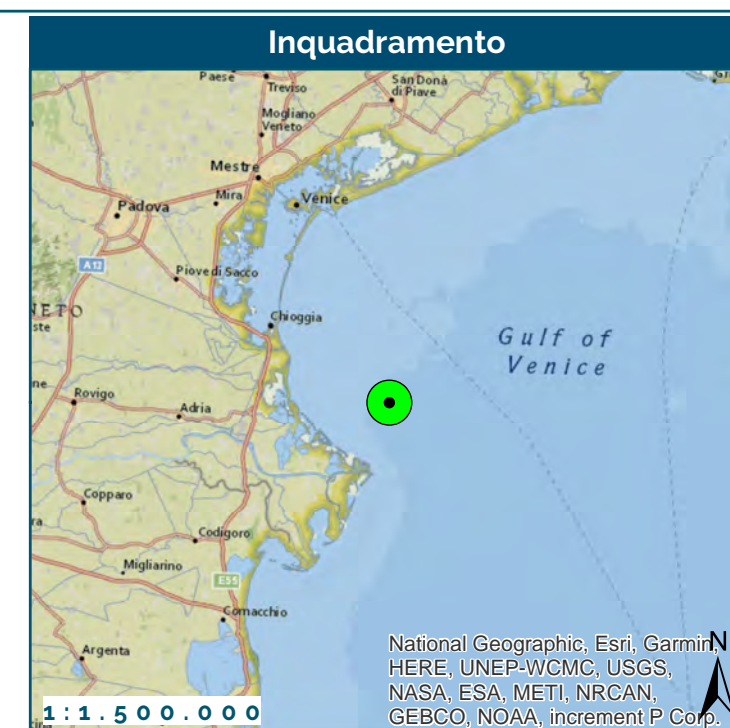 Inquadramento
Paese
Treviso
San Donà
di Piave
Mogliano
Veneto
Mestre
Mira
Venice
Padova
A13
Piove di Sacco
Chioggia
Gulf of
Venice
Rovigo
Adria
Copparo
Codigoro
Migliarino
E55
Comacchio
Argenta
National Geographic, Esri, Garmin,
HERE, UNEP-WCMC, USGS,
NASA, ESA, METI, NRCAN,
GEBCO, NOAA, increment P Corp.
N
1:1.500.000